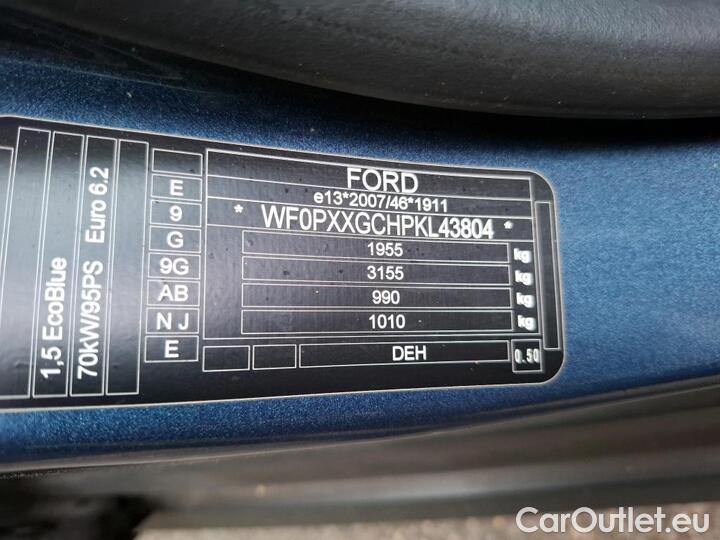 FORD
e13*2007/46*1911
* WF0PXXGCHPKL43804 *
1955 kg
3155 kg
990 kg
1010 kg
DEH 0.50
E
9
G
9G
AB
N J
E
Euro 6.2
70kW/95PS
1,5 EcoBlue
CarOutlet.eu